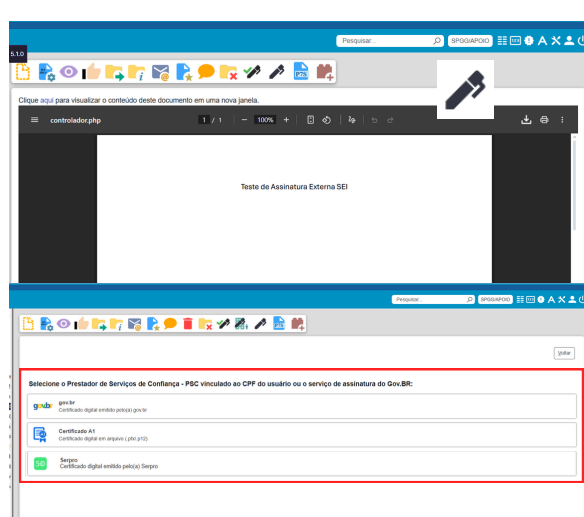 Pesquisar...
SPGG/APOIO
5.1.0
Clique aqui para visualizar o conteúdo deste documento em uma nova janela.
controlador.php
1 / 1
100%
Teste de Assinatura Externa SEI
Pesquisar...
SPGG/APOIO
Voltar
Selecione o Prestador de Serviços de Confiança - PSC vinculado ao CPF do usuário ou o serviço de assinatura do Gov.BR:
gov.br
gov.br
Certificado digital emitido pelo(a) gov.br
Certificado A1
Certificado digital em arquivo (.pfx/.p12)
Serpro
Certificado digital emitido pelo(a) Serpro